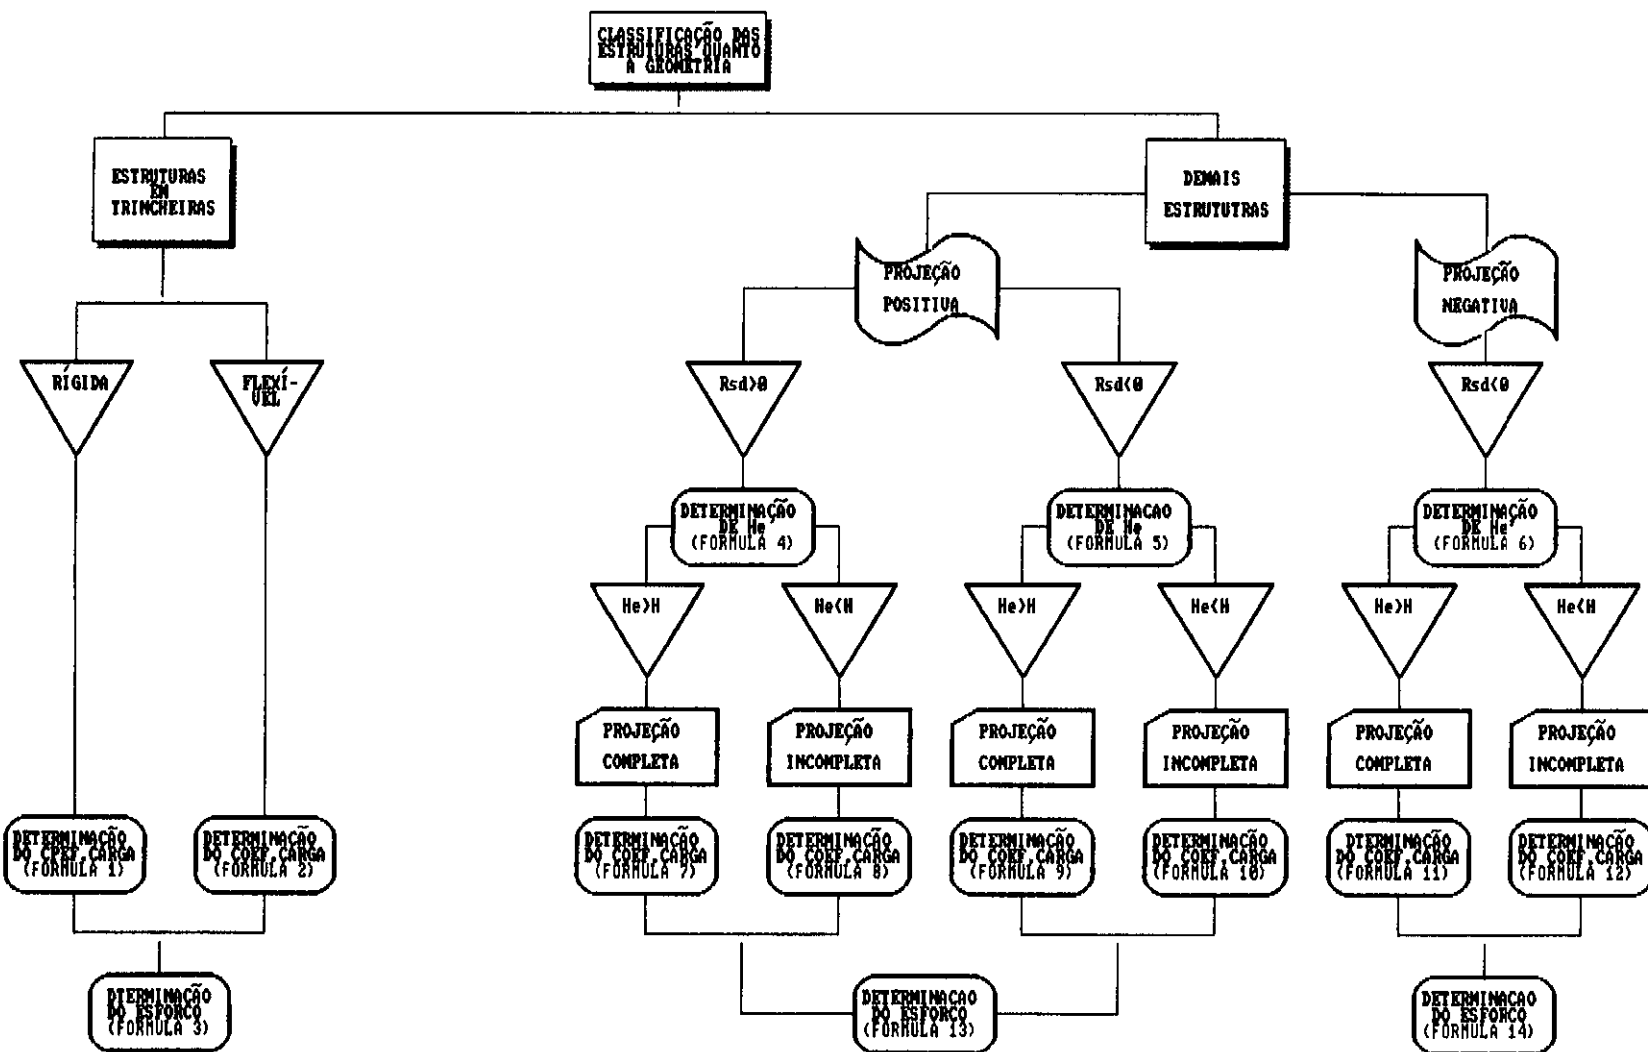 CLASSIFICAÇÃO DAS
ESTRUTURAS QUANTO
A GEOMETRIA
ESTRUTURAS
EM
TRINCHEIRAS
DEMAIS
ESTRUTUTRAS
PROJEÇÃO
POSITIVA
PROJEÇÃO
NEGATIVA
RÍGIDA
FLEXÍ-
VEL
Rsd>0
Rsd<0
Rsd<0
DETERMINAÇÃO
DE He
(FORMULA 4)
DETERMINACAO
DE He
(FORMULA 5)
DETERMINAÇÃO
DE He
(FORMULA 6)
He>H
He<H
He>H
He<H
He>H
He<H
PROJEÇÃO
COMPLETA
PROJEÇÃO
INCOMPLETA
PROJEÇÃO
COMPLETA
PROJEÇÃO
INCOMPLETA
PROJEÇÃO
COMPLETA
PROJEÇÃO
INCOMPLETA
DETERMINAÇÃO
DO CPEF.CARGA
(FORMULA 1)
DETERMINAÇÃO
DO COEF.CARGA
(FORMULA 2)
DETERMINAÇÃO
DO COEF.CARGA
(FORMULA 7)
DETERMINAÇÃO
DO COEF.CARGA
(FORMULA 8)
DETERMINAÇÃO
DO COEF.CARGA
(FORMULA 9)
DETERMINAÇÃO
DO COEF.CARGA
(FORMULA 10)
DTERMINAÇÃO
DO COEF.CARGA
(FORMULA 11)
DETERMINAÇÃO
DO COEF.CARGA
(FORMULA 12)
DTERMINAÇÃO
DO ESFORCO
(FORMULA 3)
DETERMINACAO
DO ESFORCO
(FORMULA 13)
DETERMINACAO
DO ESFORCO
(FORMULA 14)